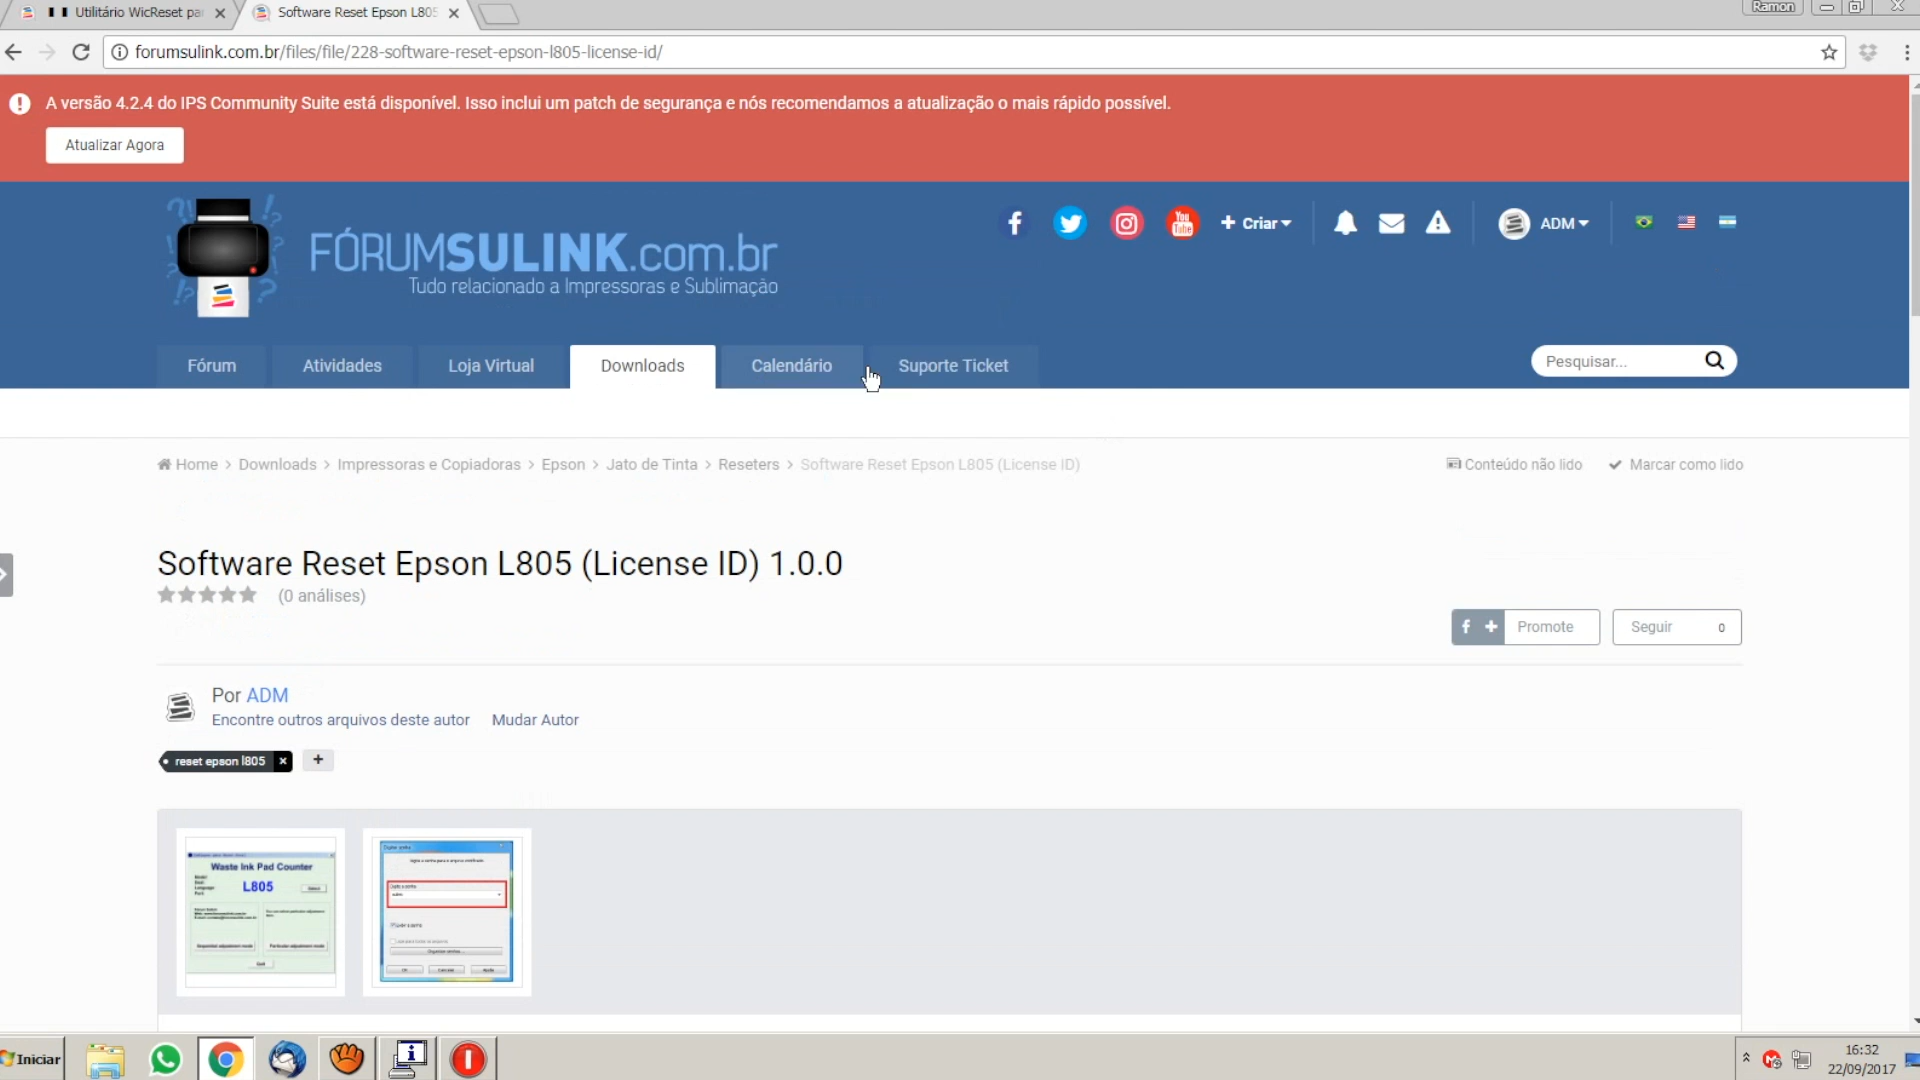 Utilitário WicReset pa
Software Reset Epson L805
Ramon
forumsulink.com.br/files/file/228-software-reset-epson-l805-license-id/
A versão 4.2.4 do IPS Community Suite está disponível. Isso inclui um patch de segurança e nós recomendamos a atualização o mais rápido possível.
Atualizar Agora
FÓRUMSULINK.com.br
Tudo relacionado a Impressoras e Sublimação
f
You Tube
+ Criar
ADM
Fórum
Atividades
Loja Virtual
Downloads
Calendário
Suporte Ticket
Pesquisar...
Home > Downloads > Impressoras e Copiadoras > Epson > Jato de Tinta > Reseters > Software Reset Epson L805 (License ID)
Conteúdo não lido
Marcar como lido
Software Reset Epson L805 (License ID) 1.0.0
(0 análises)
f + Promote
Seguir 0
Por ADM
Encontre outros arquivos deste autor
Mudar Autor
reset epson l805 ×
+
Waste Ink Pad Counter
L805
Iniciar
16:32
22/09/2017